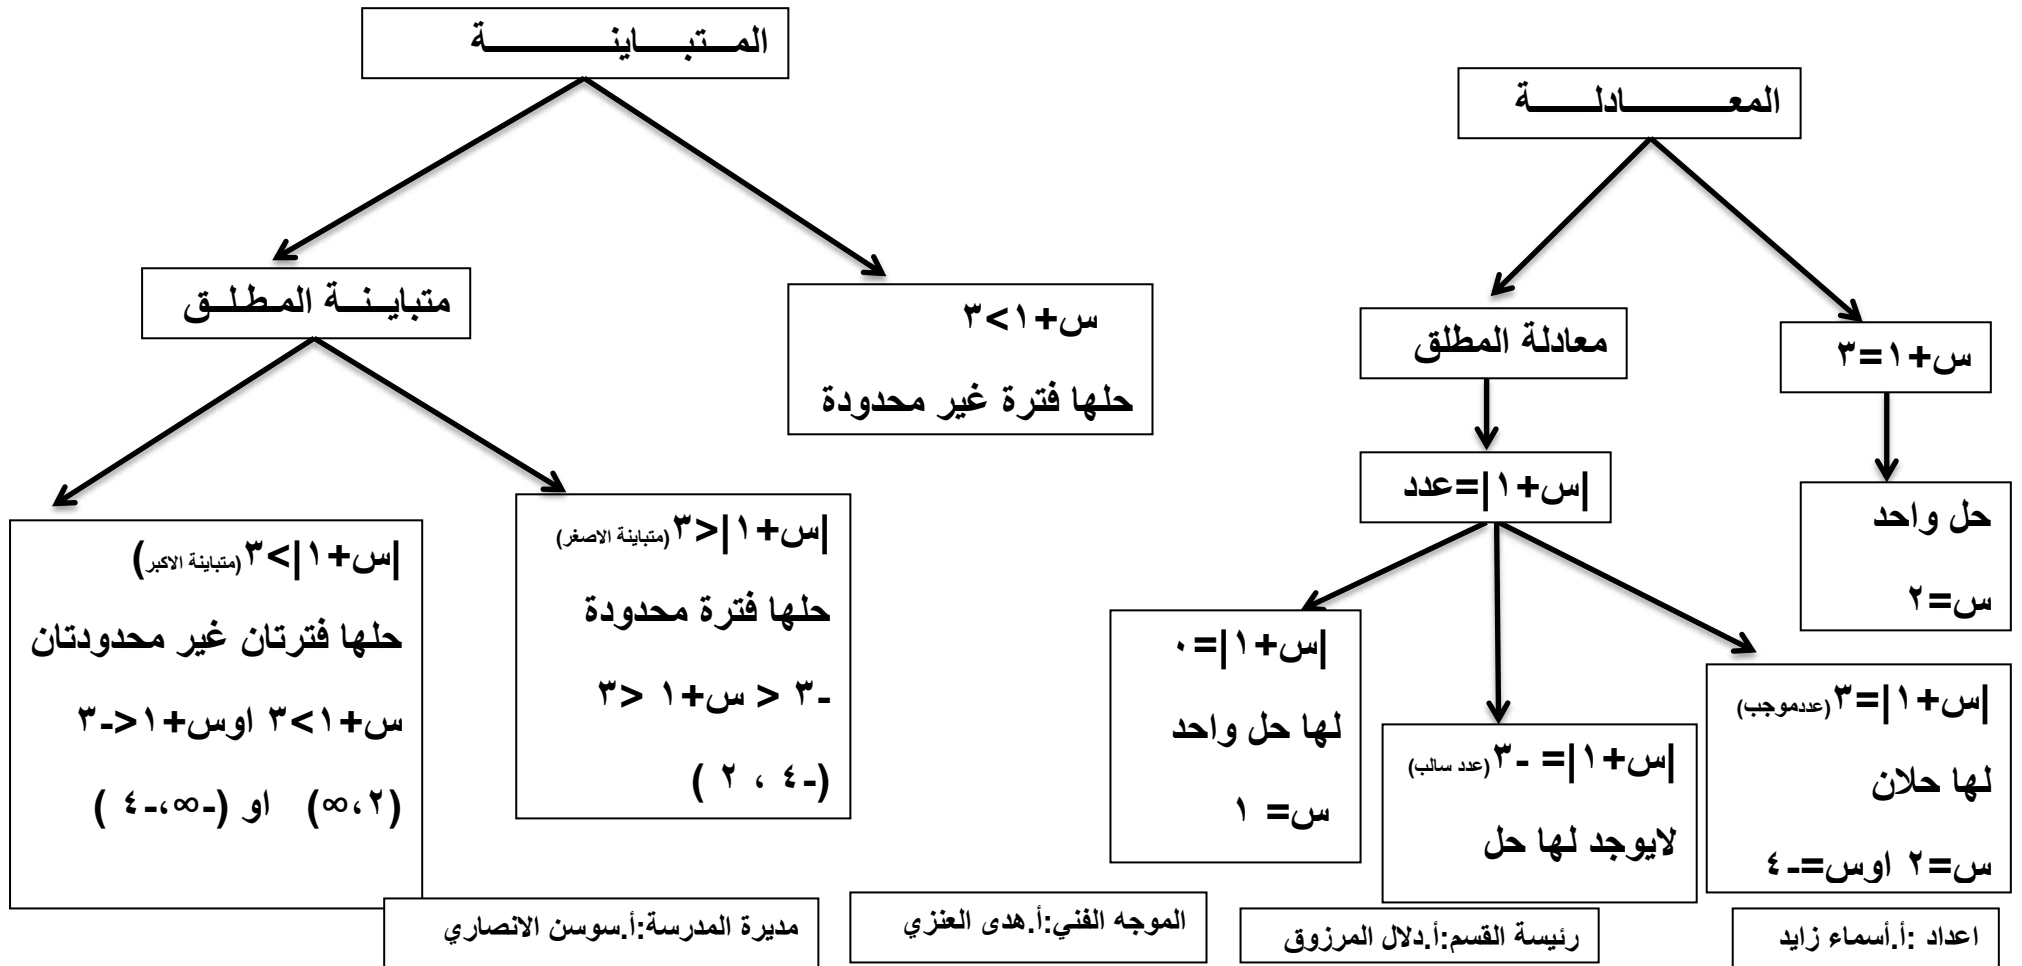 المعادلة
س+١=٣
حل واحد
س=٢
معادلة المطلق
|س+١|=عدد
|س+١|=٣(عددموجب)
لها حلان
س=٢ اوس=-٤
|س+١|= -٣(عدد سالب)
لايوجد لها حل
|س+١|=٠
لها حل واحد
س= ١
المتباينة
س+١>٣
حلها فترة غير محدودة
متباينة المطلق
|س+١|<٣(متباينة الاصغر)
حلها فترة محدودة
-٣ < س+١ <٣
(-٤ ، ٢ )
|س+١|>٣(متباينة الاكبر)
حلها فترتان غير محدودتان
س+١>٣ اوس+١<-٣
(٢،∞) او (-∞،-٤ )
اعداد :أ.أسماء زايد
رئيسة القسم:أ.دلال المرزوق
الموجه الفني:أ.هدى العنزي
مديرة المدرسة:أ.سوسن الانصاري